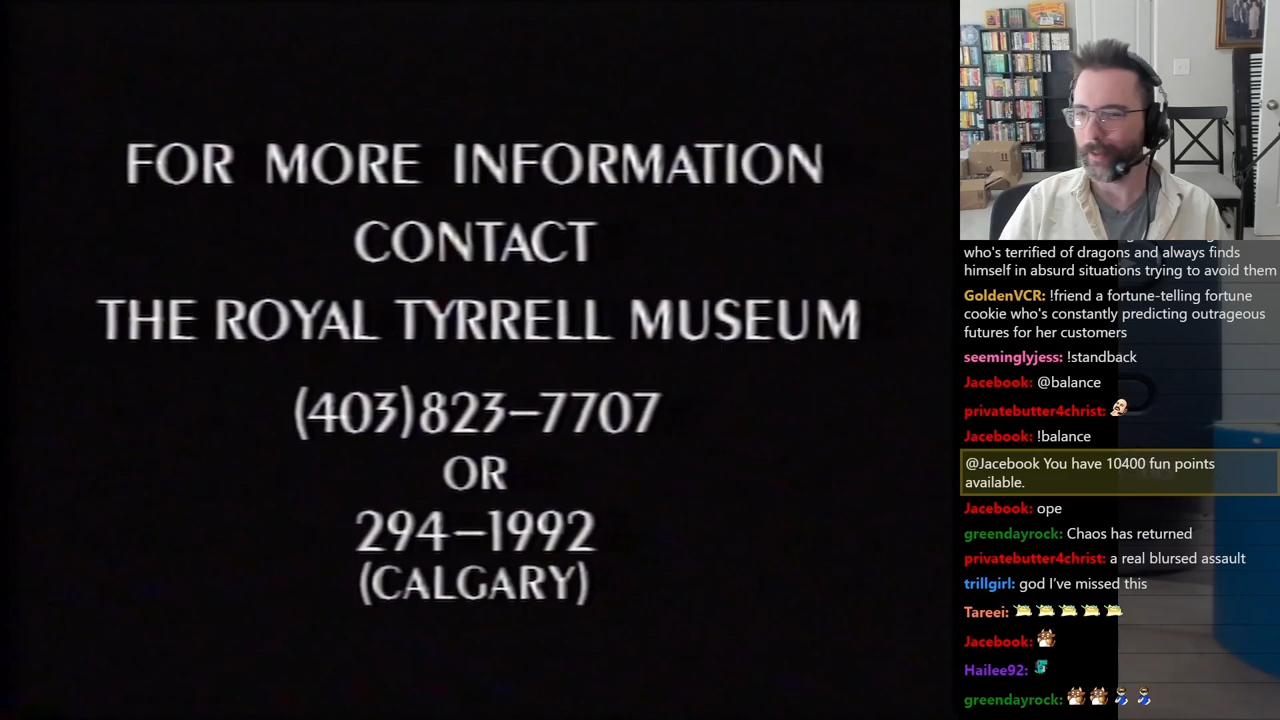 FOR MORE INFORMATION
CONTACT
THE ROYAL TYRRELL MUSEUM
(403)823-7707
OR
294-1992
(CALGARY)
who's terrified of dragons and always finds
himself in absurd situations trying to avoid them
GoldenVCR: !friend a fortune-telling fortune
cookie who's constantly predicting outrageous
futures for her customers
seeminglyjess: !standback
Jacebook: @balance
privatebutter4christ:
Jacebook: !balance
@Jacebook You have 10400 fun points
available.
Jacebook: ope
greendayrock: Chaos has returned
privatebutter4christ: a real blursed assault
trillgirl: god I've missed this
Tareei:
Jacebook:
Hailee92:
greendayrock: